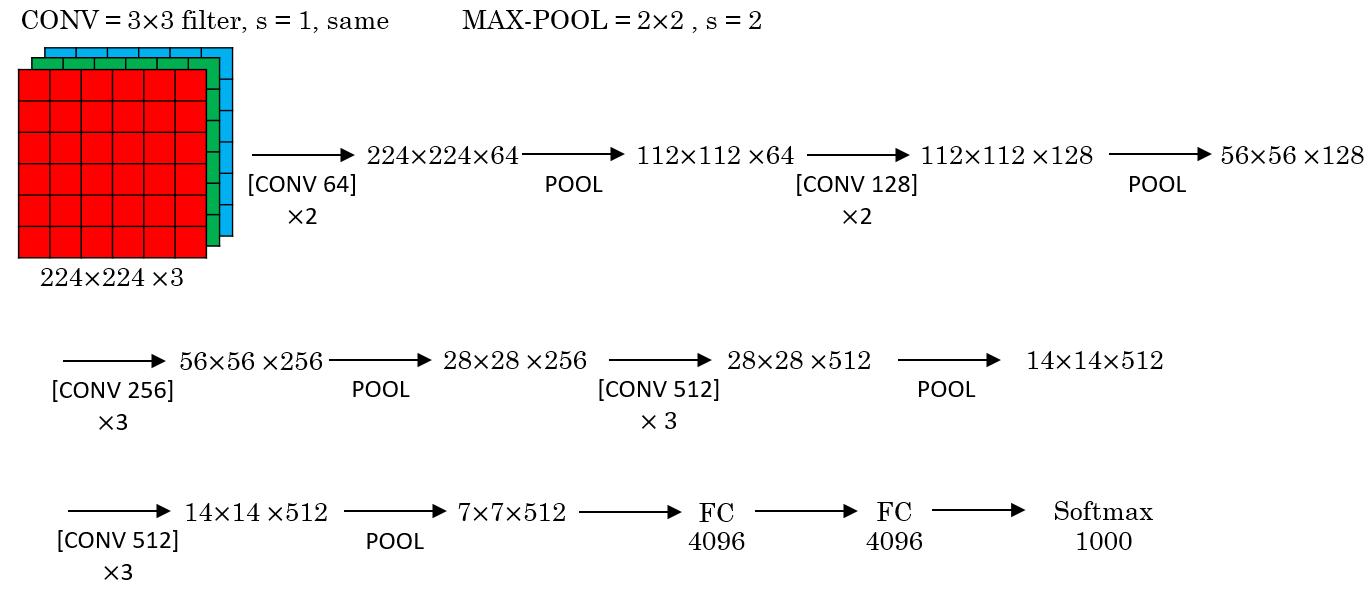 CONV = 3×3 filter, s = 1, same MAX-POOL = 2×2 , s = 2
224×224×64 112×112 ×64 112×112 ×128 56×56 ×128
[CONV 64] POOL [CONV 128] POOL
×2 ×2
224×224 ×3
56×56 ×256 28×28 ×256 28×28 ×512 14×14×512
[CONV 256] POOL [CONV 512] POOL
×3 × 3
14×14 ×512 7×7×512 FC FC Softmax
[CONV 512] POOL 4096 4096 1000
×3